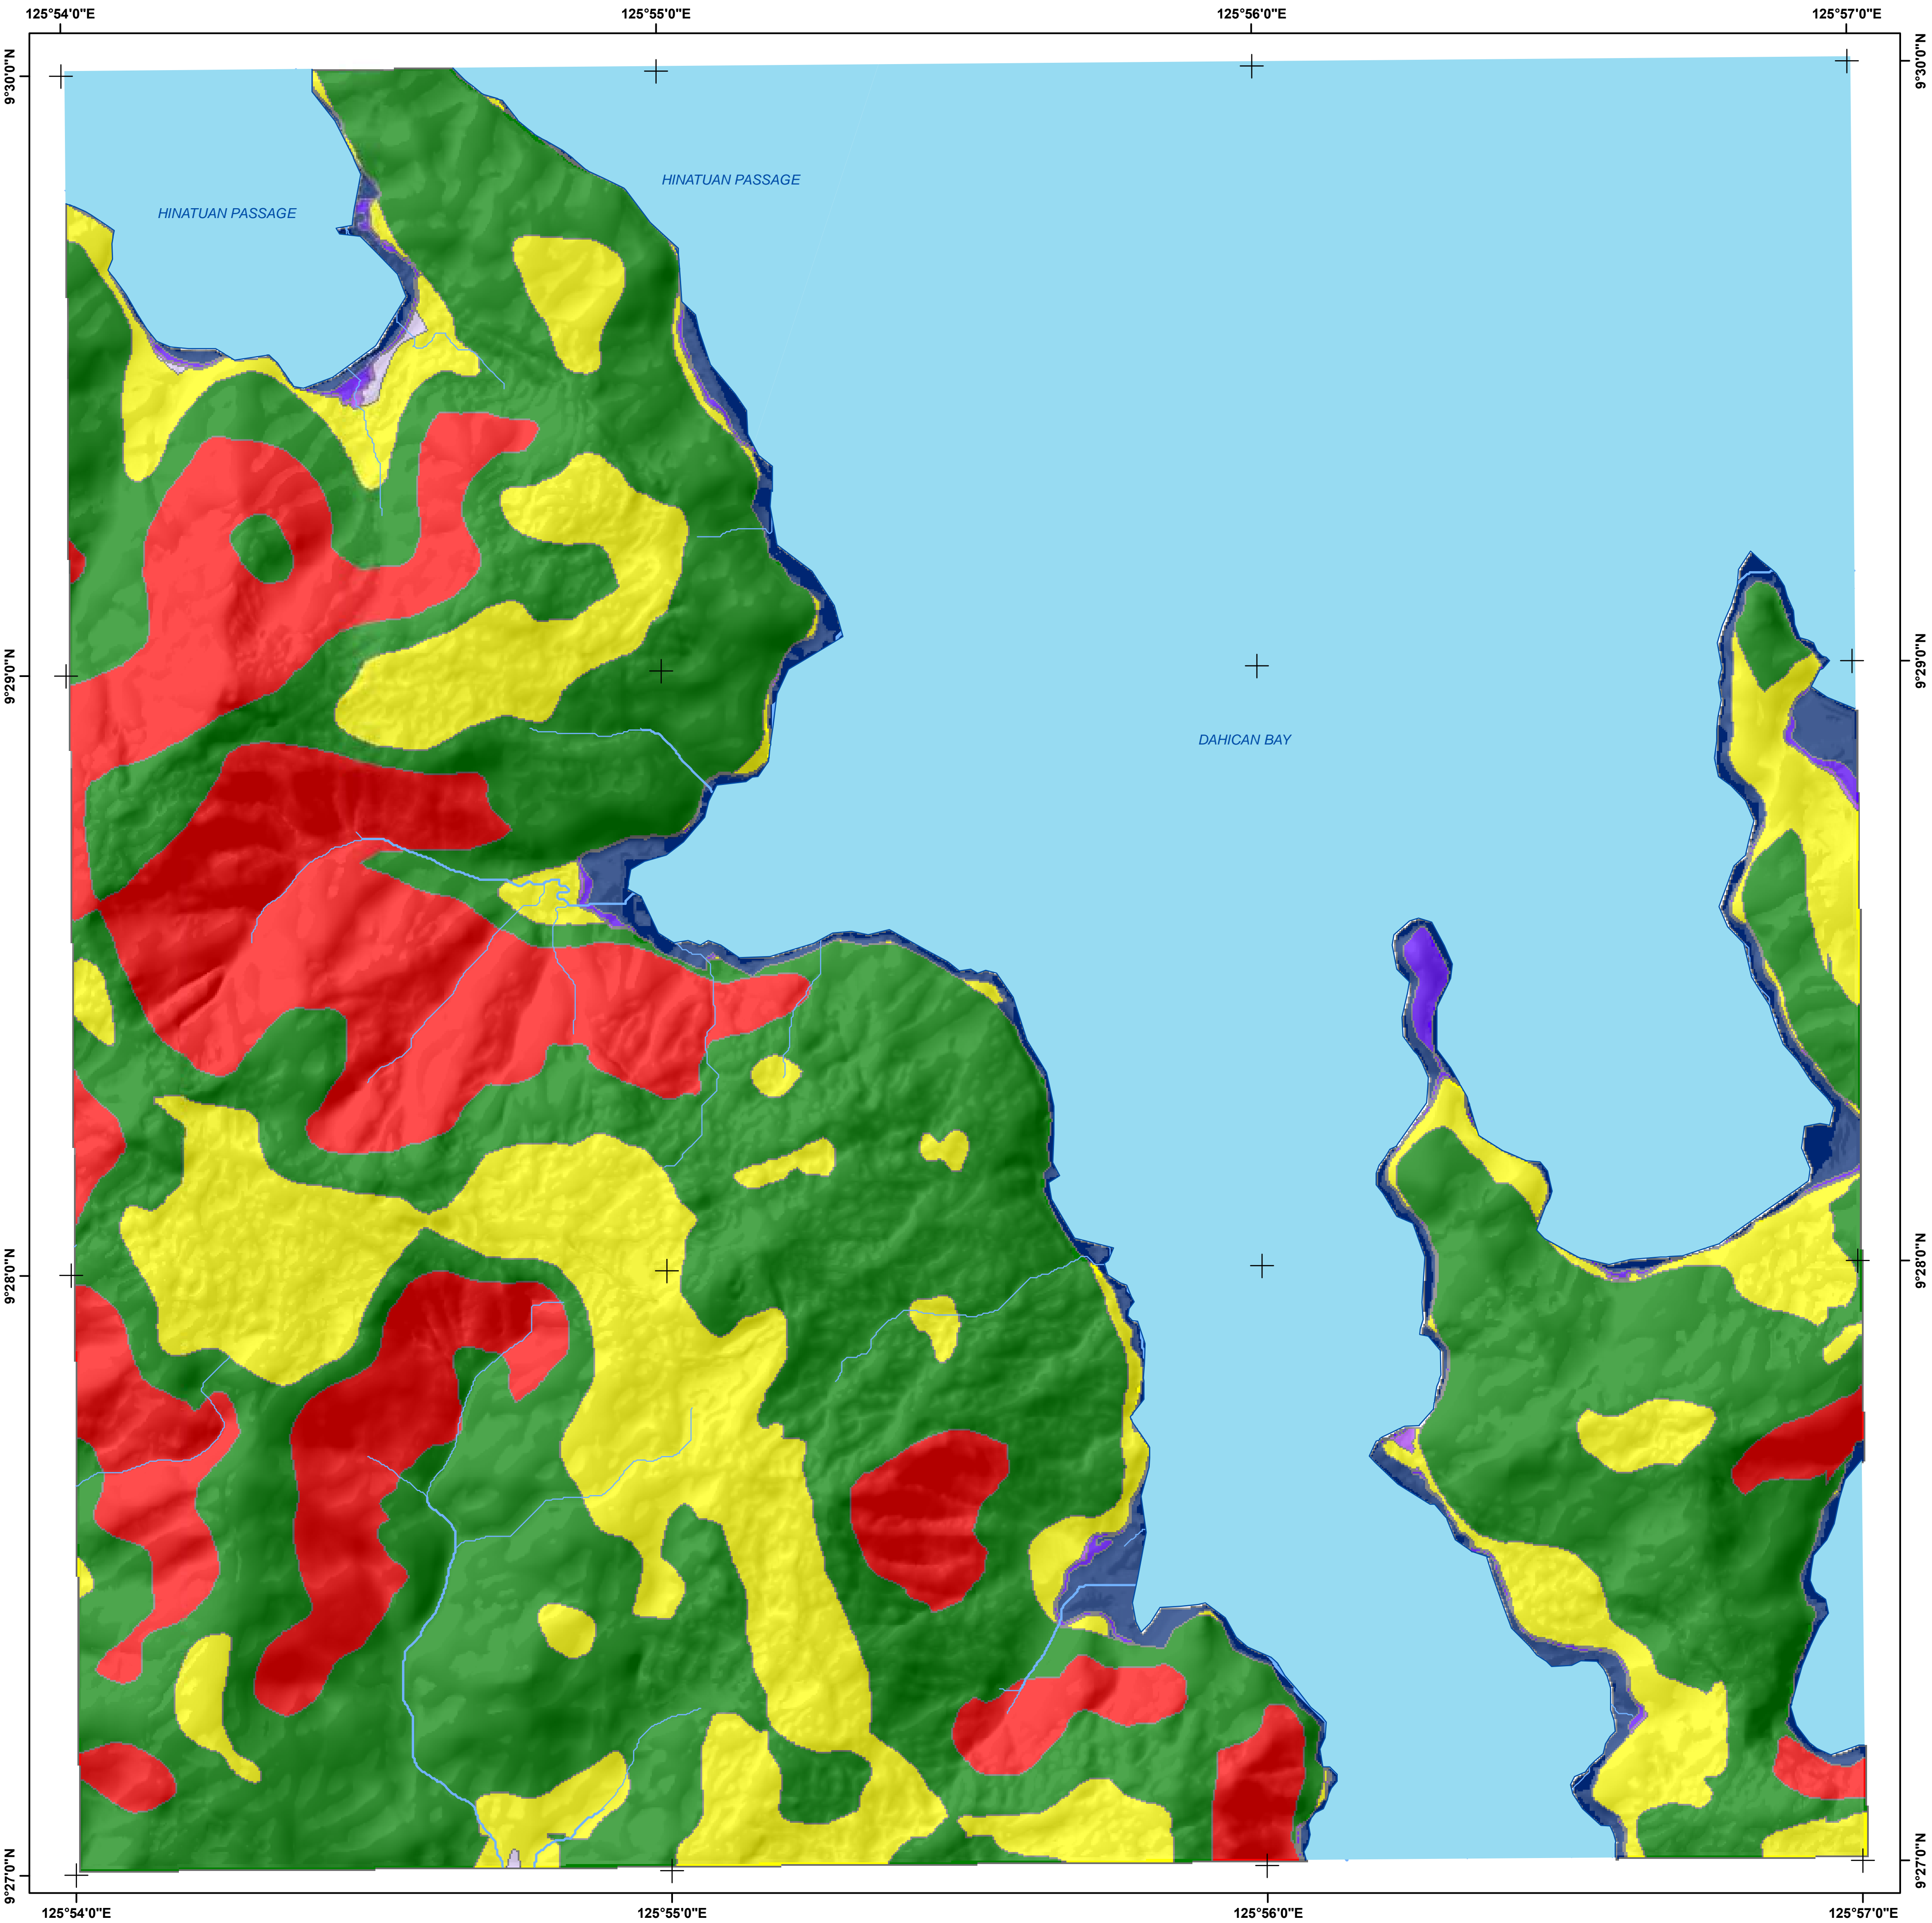 125°54'0"E 125°55'0"E 125°56'0"E 125°57'0"E
9°30'0"N 9°30'0"N
HINATUAN PASSAGE
HINATUAN PASSAGE
9°29'0"N 9°29'0"N
DAHICAN BAY
9°28'0"N 9°28'0"N
9°27'0"N 9°27'0"N
125°54'0"E 125°55'0"E 125°56'0"E 125°57'0"E